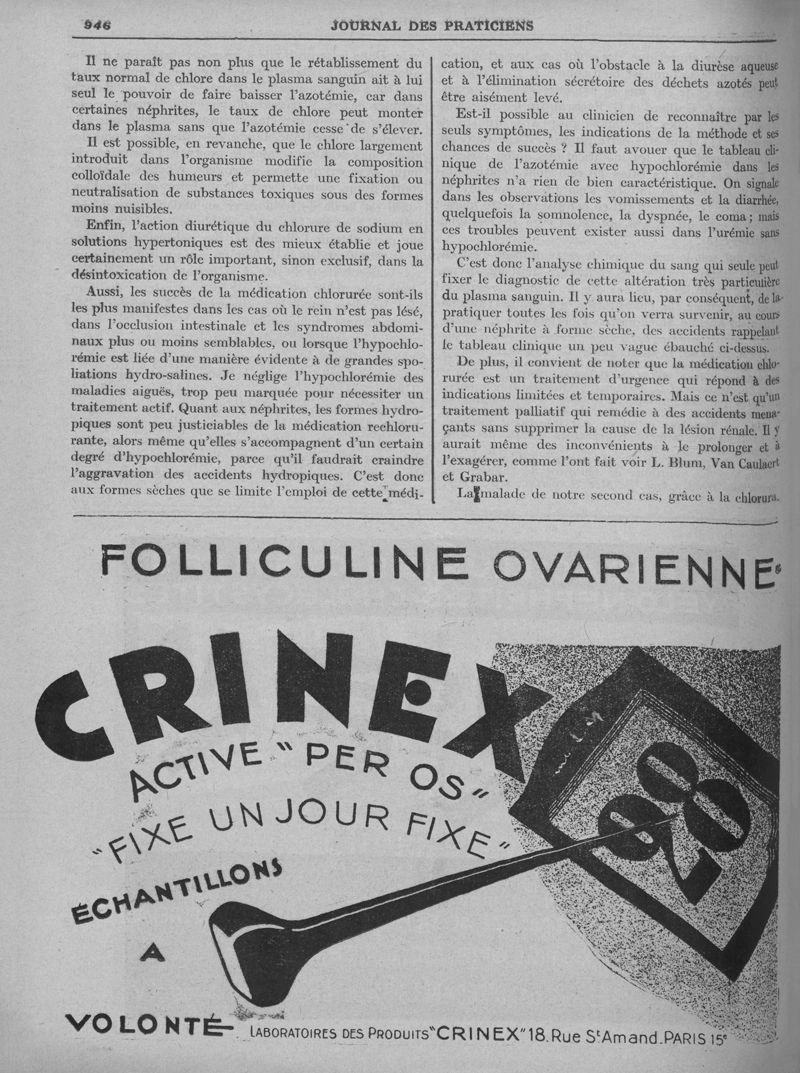 946
JOURNAL DES PRATICIENS
Il ne paraît pas non plus que le rétablissement du
taux normal de chlore dans le plasma sanguin ait à lui
seul le pouvoir de faire baisser l'azotémie, car dans
certaines néphrites, le taux de chlore peut monter
dans le plasma sans que l'azotémie cesse de s'élever.
Il est possible, en revanche, que le chlore largement
introduit dans l'organisme modifie la composition
colloïdale des humeurs et permette une fixation ou
neutralisation de substances toxiques sous des formes
moins nuisibles.
Enfin, l'action diurétique du chlorure de sodium en
solutions hypertoniques est des mieux établie et joue
certainement un rôle important, sinon exclusif, dans la
désintoxication de l'organisme.
Aussi, les succès de la médication chlorurée sont-ils
les plus manifestes dans les cas où le rein n'est pas lésé,
dans l'occlusion intestinale et les syndromes abdomi-
naux plus ou moins semblables, ou lorsque l'hypochlo-
rémie est liée d'une manière évidente à de grandes spo-
liations hydro-salines. Je néglige l'hypochlorémie des
maladies aiguës, trop peu marquée pour nécessiter un
traitement actif. Quant aux néphrites, les formes hydro-
piques sont peu justiciables de la médication rechloru-
rante, alors même qu'elles s'accompagnent d'un certain
degré d'hypochlorémie, parce qu'il faudrait craindre
l'aggravation des accidents hydropiques. C'est donc
aux formes sèches que se limite l'emploi de cette médi-
cation, et aux cas où l'obstacle à la diurèse aqueuse
et à l'élimination sécrétoire des déchets azotés peut
être aisément levé.
Est-il possible au clinicien de reconnaître par les
seuls symptômes, les indications de la méthode et ses
chances de succès ? Il faut avouer que le tableau cli-
nique de l'azotémie avec hypochlorémie dans les
néphrites n'a rien de bien caractéristique. On signale
dans les observations les vomissements et la diarrhée,
quelquefois la somnolence, la dyspnée, le coma ; mais
ces troubles peuvent exister aussi dans l'urémie sans
hypochlorémie.
C'est donc l'analyse chimique du sang qui seule peut
fixer le diagnostic de cette altération très particulière
du plasma sanguin. Il y aura lieu, par conséquent, de la
pratiquer toutes les fois qu'on verra survenir, au cours
d'une néphrite à forme sèche, des accidents rappelant
le tableau clinique un peu vague ébauché ci-dessus.
De plus, il convient de noter que la médication chlo-
rurée est un traitement d'urgence qui répond à des
indications limitées et temporaires. Mais ce n'est qu'un
traitement palliatif qui remédie à des accidents mena-
çants sans supprimer la cause de la lésion rénale. Il y
aurait même des inconvénients à le prolonger et à
l'exagérer, comme l'ont fait voir L. Blum, Van Caulaert
et Grabar.
La malade de notre second cas, grâce à la chlorura-
FOLLICULINE OVARIENNE
CRINEX
ACTIVE "PER OS"
"FIXE UN JOUR FIXE"
28
ÉCHANTILLONS
A
VOLONTÉ
LABORATOIRES DES PRODUITS "CRINEX" 18. Rue St Amand. PARIS 15e